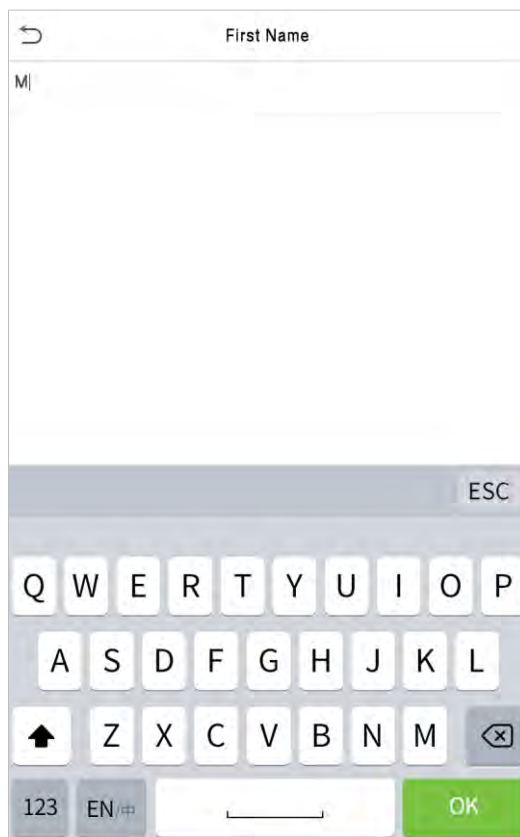 First Name
M
ESC
Q W E R T Y U I O P
A S D F G H J K L
Z X C V B N M
123 EN/中 OK